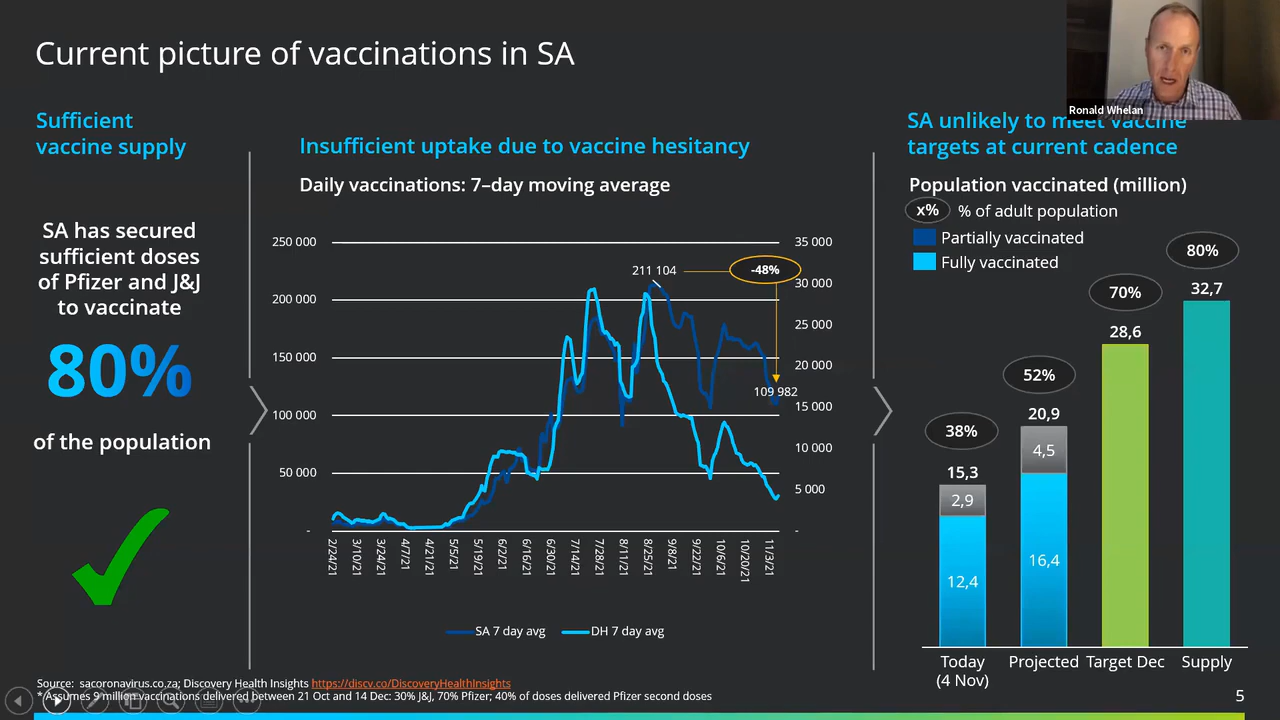 Current picture of vaccinations in SA
Ronald Whelan
Sufficient
vaccine supply
SA has secured
sufficient doses
of Pfizer and J&J
to vaccinate
80%
of the population
Insufficient uptake due to vaccine hesitancy
Daily vaccinations: 7–day moving average
250 000
200 000
150 000
100 000
50 000
-
35 000
30 000
25 000
20 000
15 000
10 000
5 000
-
211 104
-48%
109 982
2/24/21
3/10/21
3/24/21
4/7/21
4/21/21
5/5/21
5/19/21
6/2/21
6/16/21
6/30/21
7/14/21
7/28/21
8/11/21
8/25/21
9/8/21
9/22/21
10/6/21
10/20/21
11/3/21
SA 7 day avg
DH 7 day avg
SA unlikely to meet vaccine
targets at current cadence
Population vaccinated (million)
x% % of adult population
Partially vaccinated
Fully vaccinated
38%
15,3
2,9
12,4
52%
20,9
4,5
16,4
70%
28,6
80%
32,7
Today
(4 Nov)
Projected
Target Dec
Supply
Source: sacoronavirus.co.za; Discovery Health Insights https://discv.co/DiscoveryHealthInsights
* Assumes 9 million vaccinations delivered between 21 Oct and 14 Dec: 30% J&J, 70% Pfizer; 40% of doses delivered Pfizer second doses
5